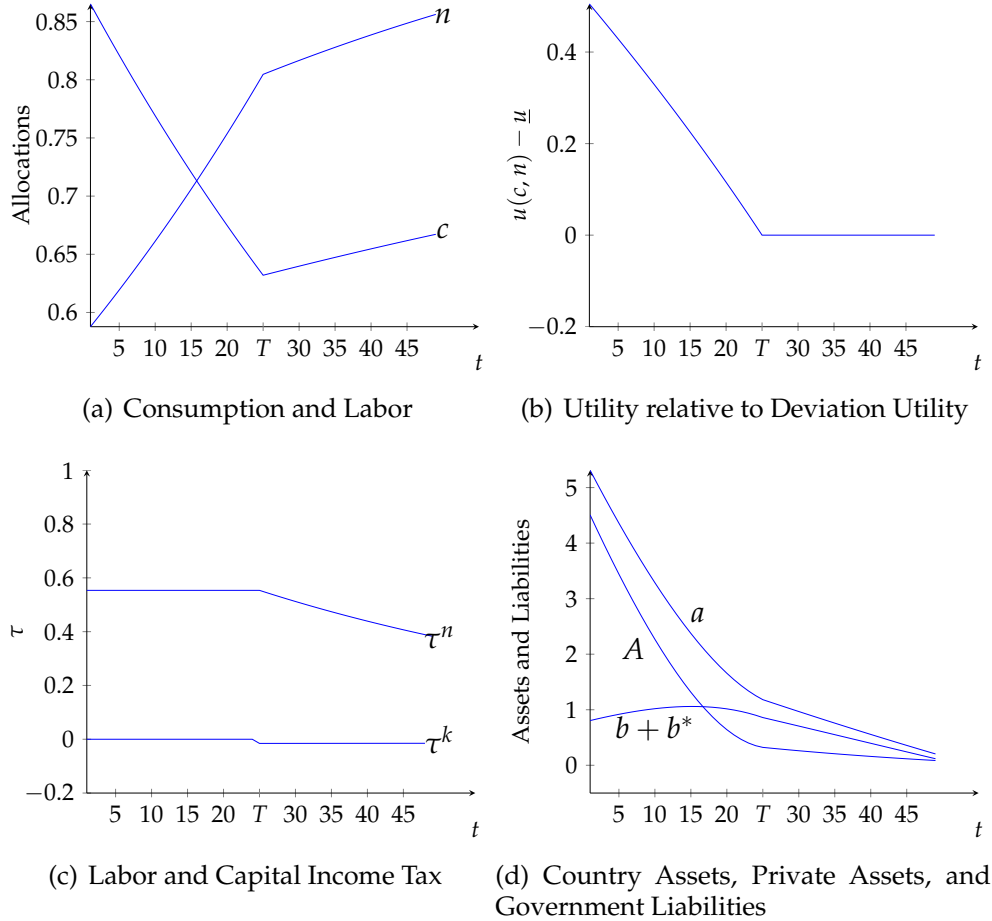 Allocations
0.85
0.8
0.75
0.7
0.65
0.6
n
c
5 10 15 20 T 30 35 40 45
t
(a) Consumption and Labor
u(c, n) − u
0.4
0.2
0
−0.2
5 10 15 20 T 30 35 40 45
t
(b) Utility relative to Deviation Utility
τ
1
0.8
0.6
0.4
0.2
0
−0.2
τⁿ
τᵏ
5 10 15 20 T 30 35 40 45
t
(c) Labor and Capital Income Tax
Assets and Liabilities
5
4
3
2
1
0
a
A
b + b*
5 10 15 20 T 30 35 40 45
t
(d) Country Assets, Private Assets, and
Government Liabilities